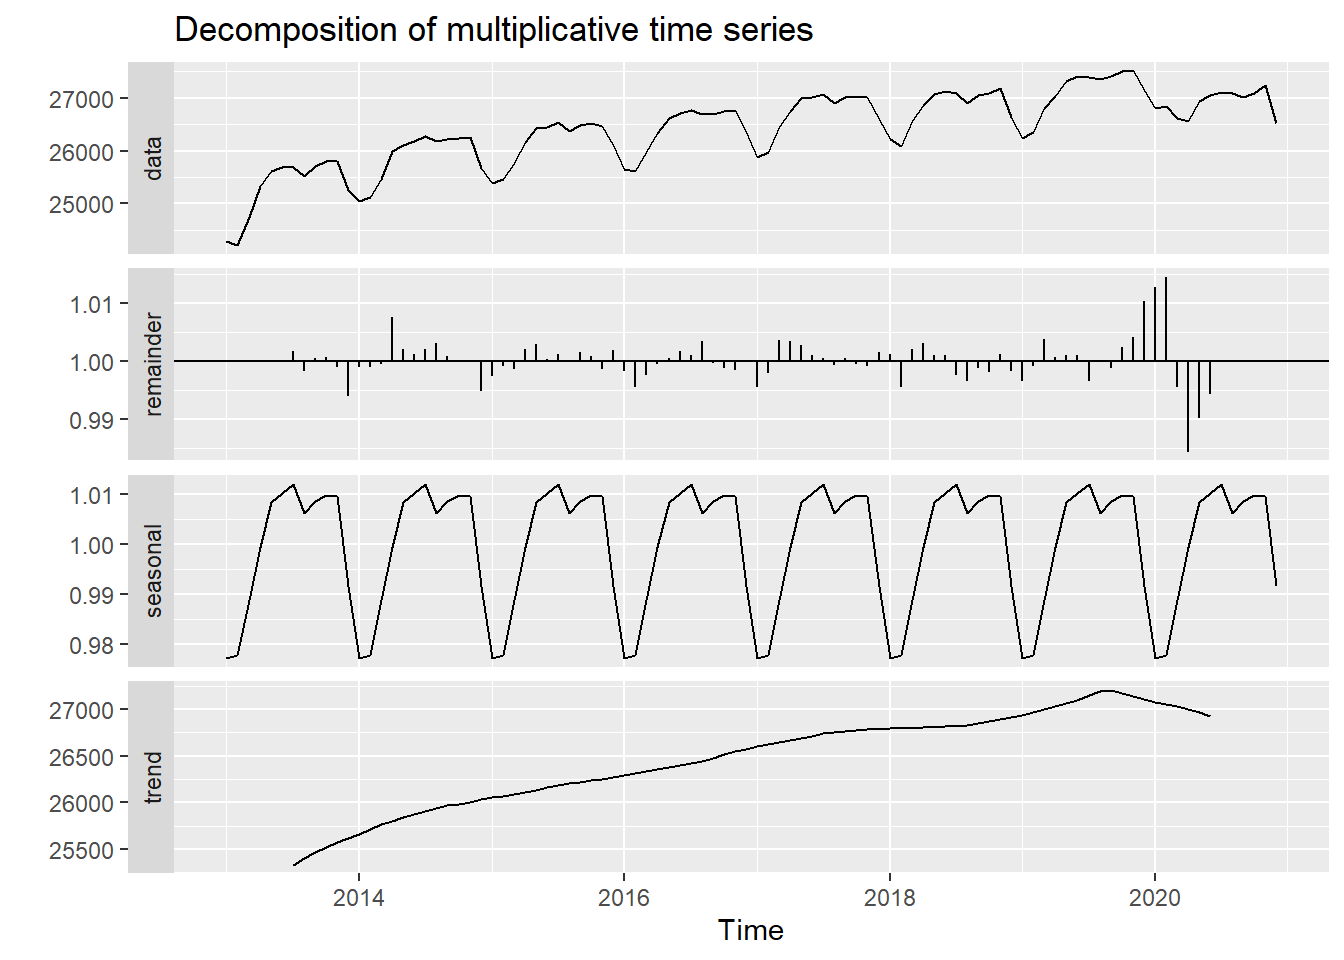 Decomposition of multiplicative time series
27000
26000
25000
data
1.01
1.00
0.99
remainder
1.01
1.00
0.99
0.98
seasonal
27000
26500
26000
25500
trend
2014 2016 2018 2020
Time